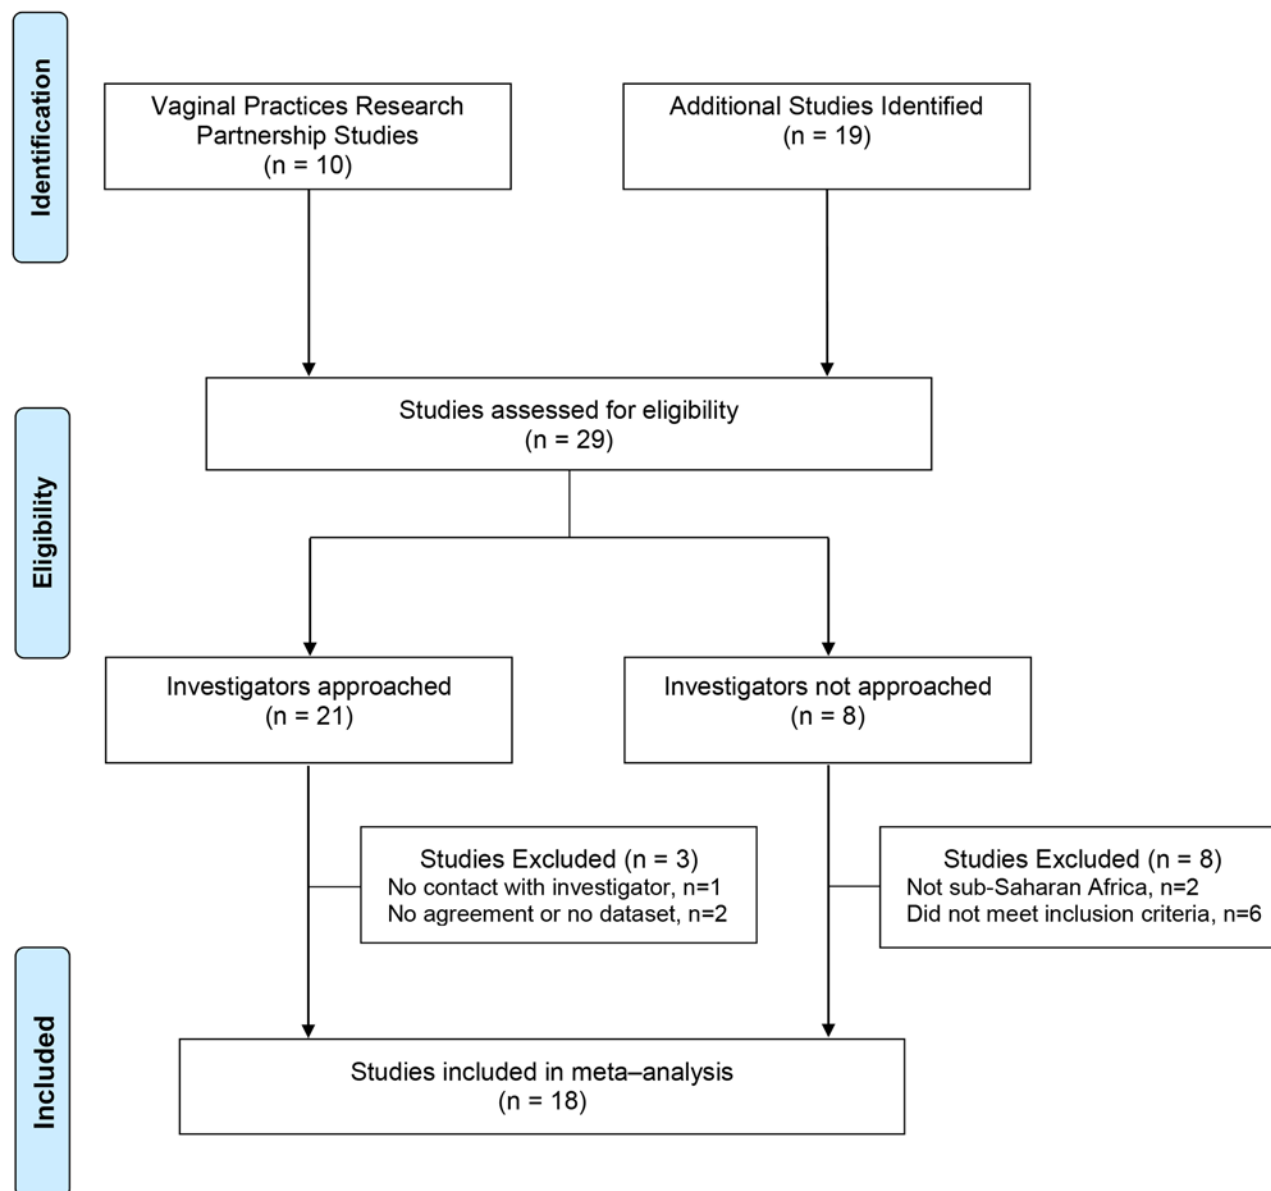 Identification
Vaginal Practices Research
Partnership Studies
(n = 10)
Additional Studies Identified
(n = 19)
Eligibility
Studies assessed for eligibility
(n = 29)
Investigators approached
(n = 21)
Investigators not approached
(n = 8)
Studies Excluded (n = 3)
No contact with investigator, n=1
No agreement or no dataset, n=2
Studies Excluded (n = 8)
Not sub-Saharan Africa, n=2
Did not meet inclusion criteria, n=6
Included
Studies included in meta–analysis
(n = 18)